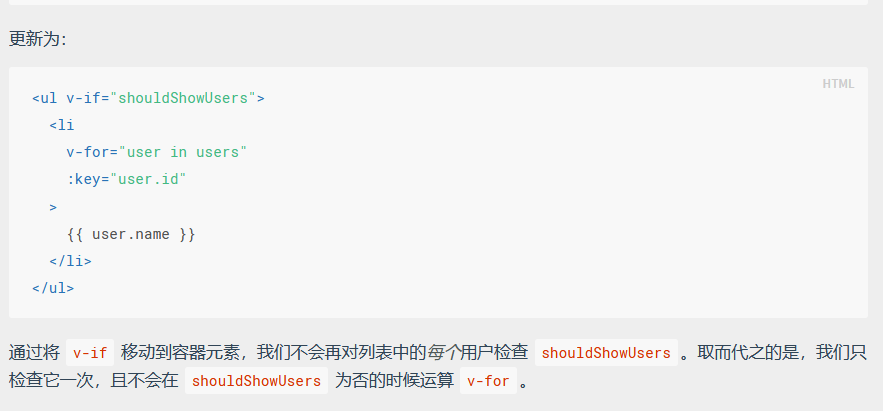 更新为：
HTML
<ul v-if="shouldShowUsers">
  <li
    v-for="user in users"
    :key="user.id"
  >
    {{ user.name }}
  </li>
</ul>
通过将 v-if 移动到容器元素，我们不会再对列表中的每个用户检查 shouldShowUsers 。取而代之的是，我们只
检查它一次，且不会在 shouldShowUsers 为否的时候运算 v-for 。